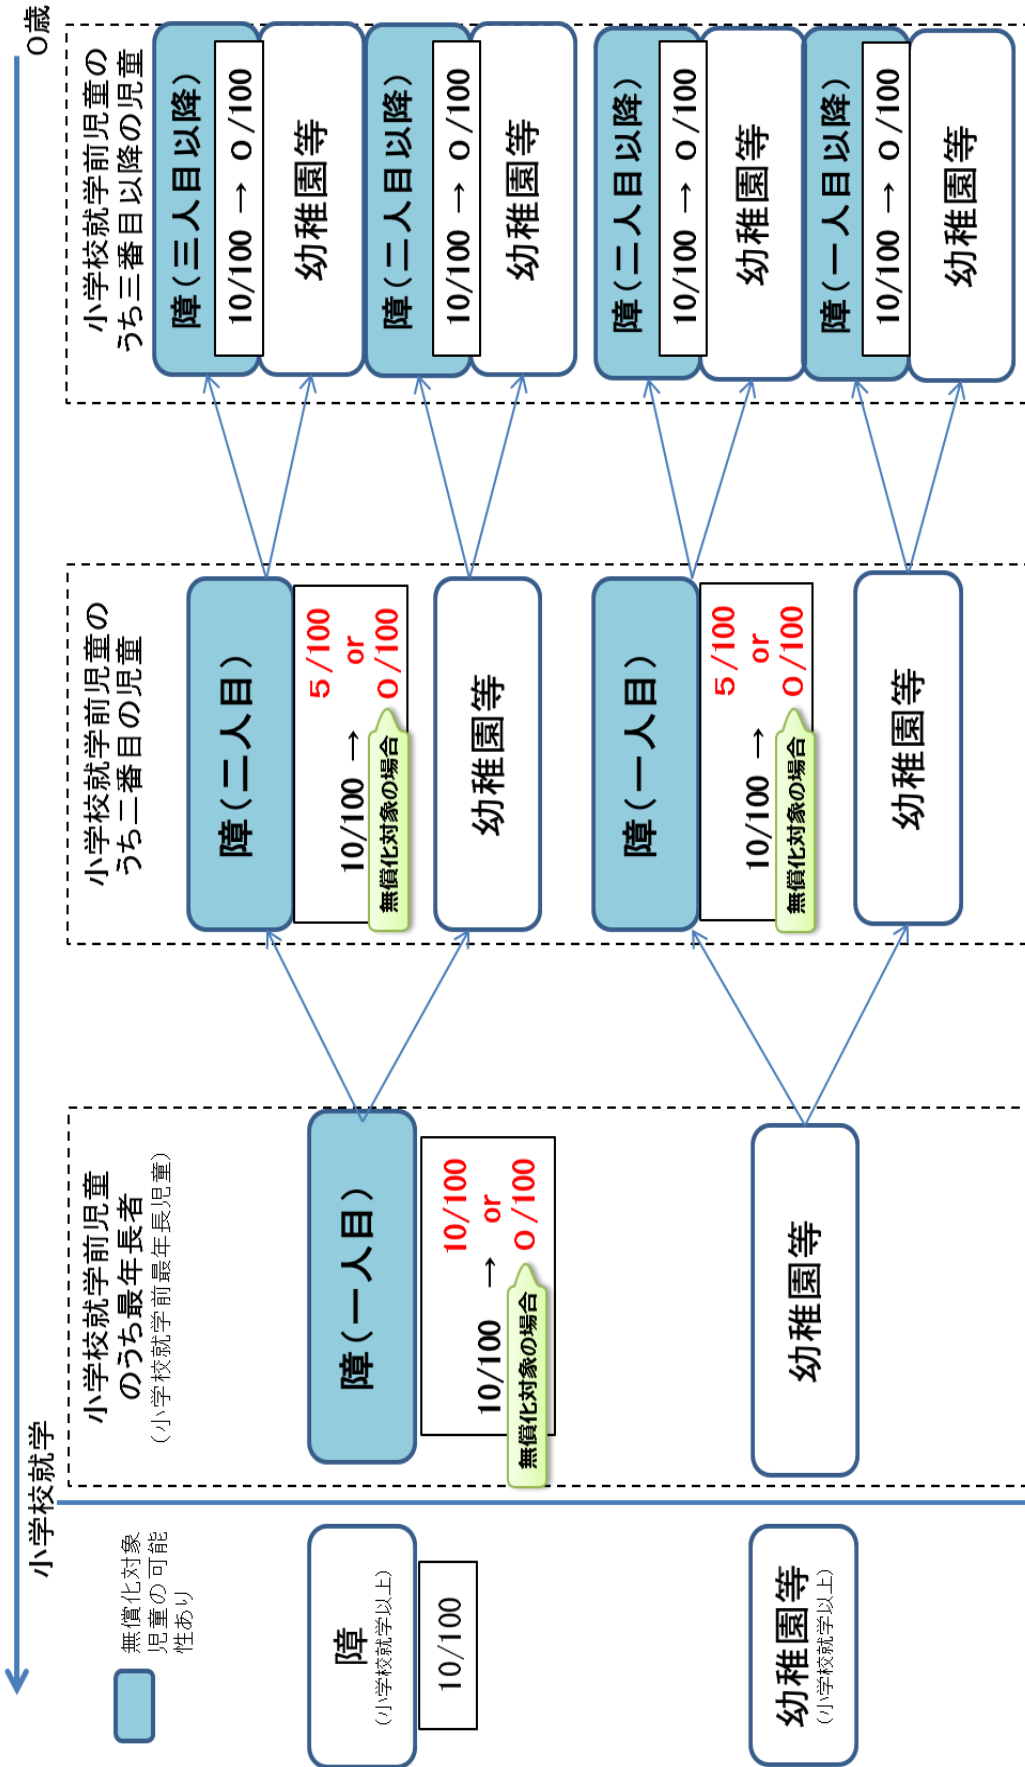 小学校就学
０歳
無償化対象
児童の可能
性あり
障
（小学校就学以上）
10/100
幼稚園等
（小学校就学以上）
小学校就学前児童
のうち最年長者
（小学校就学前最年長児童）
障（一人目）
10/100 →
10/100
or
０/100
無償化対象の場合
幼稚園等
小学校就学前児童の
うち二番目の児童
障（二人目）
10/100 →
５/100
or
０/100
無償化対象の場合
幼稚園等
障（一人目）
10/100 →
５/100
or
０/100
無償化対象の場合
幼稚園等
小学校就学前児童の
うち三番目以降の児童
障（三人目以降）
10/100 → ０/100
幼稚園等
障（二人目以降）
10/100 → ０/100
幼稚園等
障（二人目以降）
10/100 → ０/100
幼稚園等
障（一人目以降）
10/100 → ０/100
幼稚園等